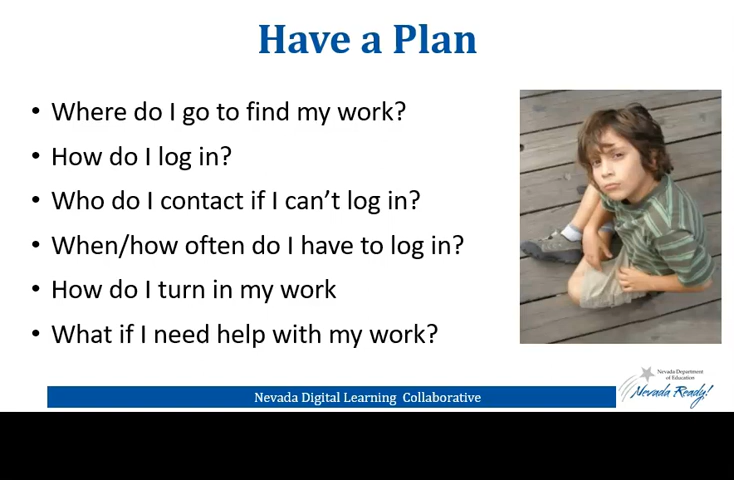 Have a Plan
• Where do I go to find my work?
• How do I log in?
• Who do I contact if I can’t log in?
• When/how often do I have to log in?
• How do I turn in my work
• What if I need help with my work?
Nevada Digital Learning Collaborative
Nevada Department
of Education
Nevada Ready!